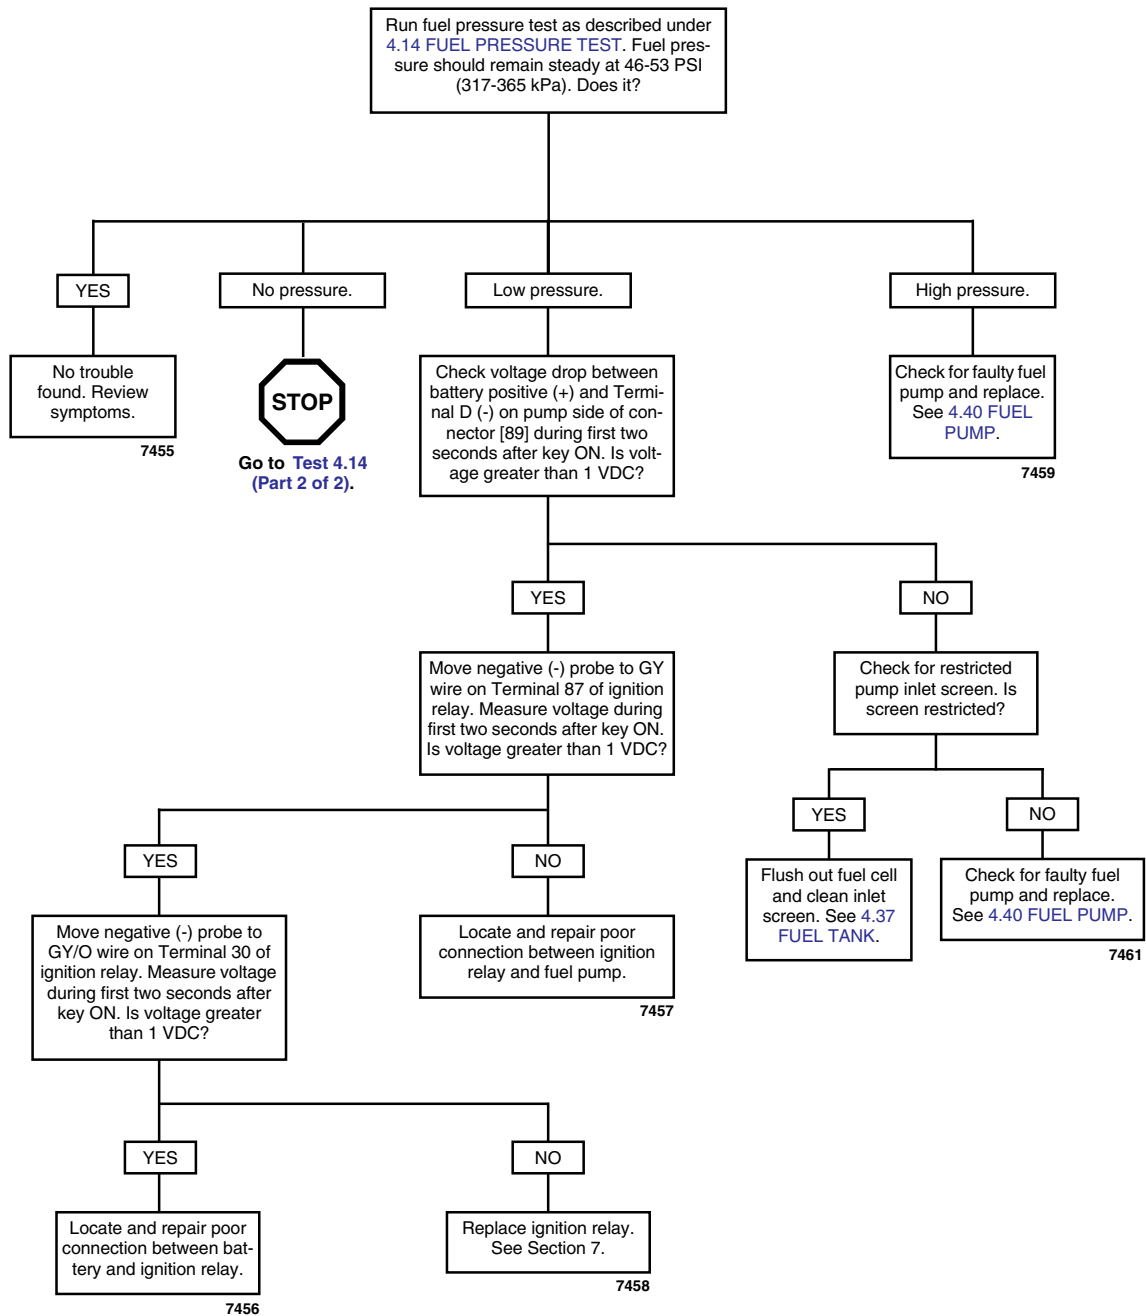 Run fuel pressure test as described under
4.14 FUEL PRESSURE TEST. Fuel pres-
sure should remain steady at 46-53 PSI
(317-365 kPa). Does it?
YES
No pressure.
Low pressure.
High pressure.
No trouble
found. Review
symptoms.
7455
STOP
Go to Test 4.14
(Part 2 of 2).
Check voltage drop between
battery positive (+) and Termi-
nal D (-) on pump side of con-
nector [89] during first two
seconds after key ON. Is volt-
age greater than 1 VDC?
Check for faulty fuel
pump and replace.
See 4.40 FUEL
PUMP.
7459
YES
NO
Move negative (-) probe to GY
wire on Terminal 87 of ignition
relay. Measure voltage during
first two seconds after key ON.
Is voltage greater than 1 VDC?
Check for restricted
pump inlet screen. Is
screen restricted?
YES
NO
YES
NO
Move negative (-) probe to
GY/O wire on Terminal 30 of
ignition relay. Measure voltage
during first two seconds after
key ON. Is voltage greater
than 1 VDC?
Locate and repair poor
connection between ignition
relay and fuel pump.
7457
Flush out fuel cell
and clean inlet
screen. See 4.37
FUEL TANK.
Check for faulty fuel
pump and replace.
See 4.40 FUEL PUMP.
7461
YES
NO
Locate and repair poor
connection between bat-
tery and ignition relay.
7456
Replace ignition relay.
See Section 7.
7458